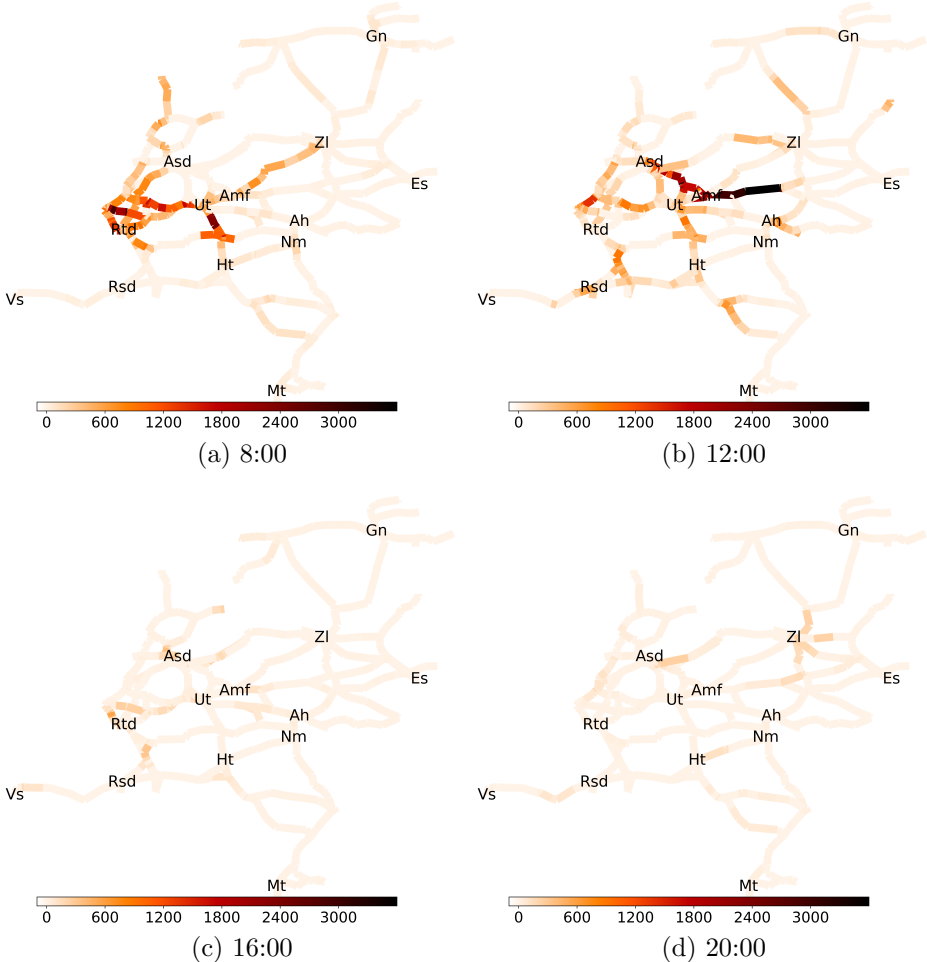 Gn
Zl
Asd
Es
Amf
Ut
Ah
Rtd
Nm
Ht
Rsd
Vs
Mt
0 600 1200 1800 2400 3000
(a) 8:00
Gn
Zl
Asd
Es
Amf
Ut
Ah
Rtd
Nm
Ht
Rsd
Vs
Mt
0 600 1200 1800 2400 3000
(b) 12:00
Gn
Zl
Asd
Es
Amf
Ut
Ah
Rtd
Nm
Ht
Rsd
Vs
Mt
0 600 1200 1800 2400 3000
(c) 16:00
Gn
Zl
Asd
Es
Amf
Ut
Ah
Rtd
Nm
Ht
Rsd
Vs
Mt
0 600 1200 1800 2400 3000
(d) 20:00